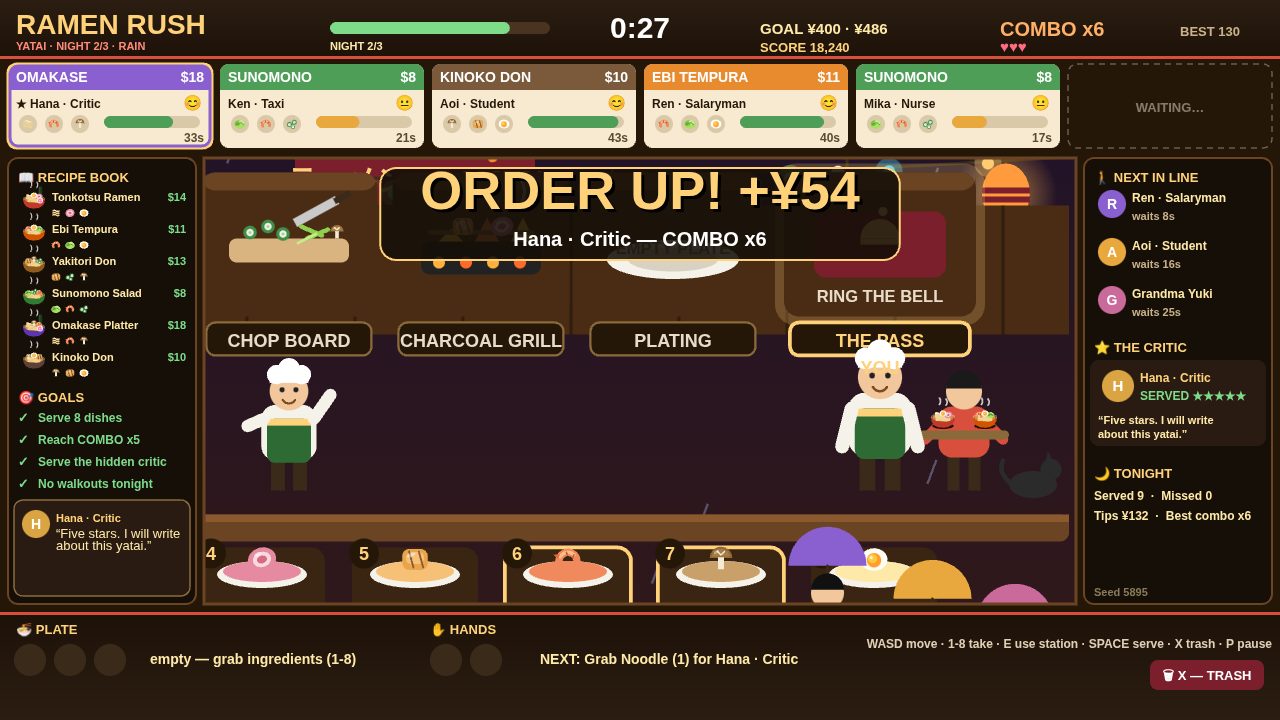 RAMEN RUSH
YATAI · NIGHT 2/3 · RAIN
NIGHT 2/3
0:27
GOAL ¥400 · ¥486
SCORE 18,240
COMBO x6
♥♥♥
BEST 130
OMAKASE $18
★ Hana · Critic
33s
SUNOMONO $8
Ken · Taxi
21s
KINOKO DON $10
Aoi · Student
43s
EBI TEMPURA $11
Ren · Salaryman
40s
SUNOMONO $8
Mika · Nurse
17s
WAITING…
RECIPE BOOK
Tonkotsu Ramen $14
Ebi Tempura $11
Yakitori Don $13
Sunomono Salad $8
Omakase Platter $18
Kinoko Don $10
GOALS
✓ Serve 8 dishes
✓ Reach COMBO x5
✓ Serve the hidden critic
✓ No walkouts tonight
H
Hana · Critic
“Five stars. I will write
about this yatai.”
ORDER UP! +¥54
Hana · Critic — COMBO x6
EMPTY PLATE
RING THE BELL
CHOP BOARD
CHARCOAL GRILL
PLATING
THE PASS
YOU
4
5
6
7
NEXT IN LINE
R
Ren · Salaryman
waits 8s
A
Aoi · Student
waits 16s
G
Grandma Yuki
waits 25s
THE CRITIC
H
Hana · Critic
SERVED ★★★★★
“Five stars. I will write
about this yatai.”
TONIGHT
Served 9 · Missed 0
Tips ¥132 · Best combo x6
Seed 5895
PLATE
empty — grab ingredients (1-8)
HANDS
NEXT: Grab Noodle (1) for Hana · Critic
WASD move · 1-8 take · E use station · SPACE serve · X trash · P pause
X — TRASH